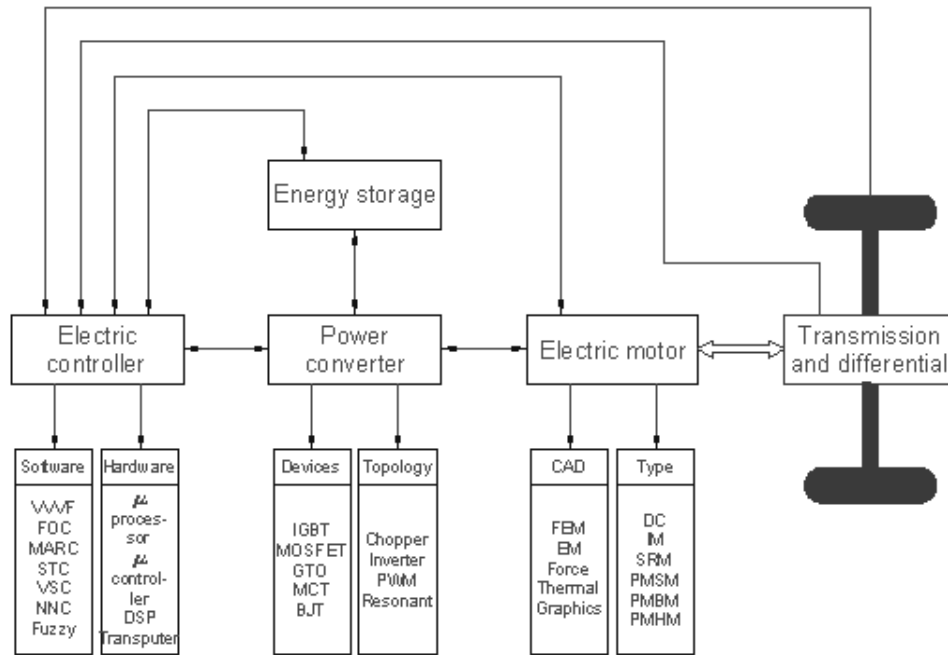 Energy storage
Electric
controller
Power
converter
Electric motor
Transmission
and differential
Software
VVVF
FOC
MARC
STC
VSC
NNC
Fuzzy
Hardware
μ
proces-
sor
μ
control-
ler
DSP
Transputer
Devices
IGBT
MOSFET
GTO
MCT
BJT
Topology
Chopper
Inverter
PWM
Resonant
CAD
FEM
EM
Force
Thermal
Graphics
Type
DC
IM
SRM
PMSM
PMBM
PMHM